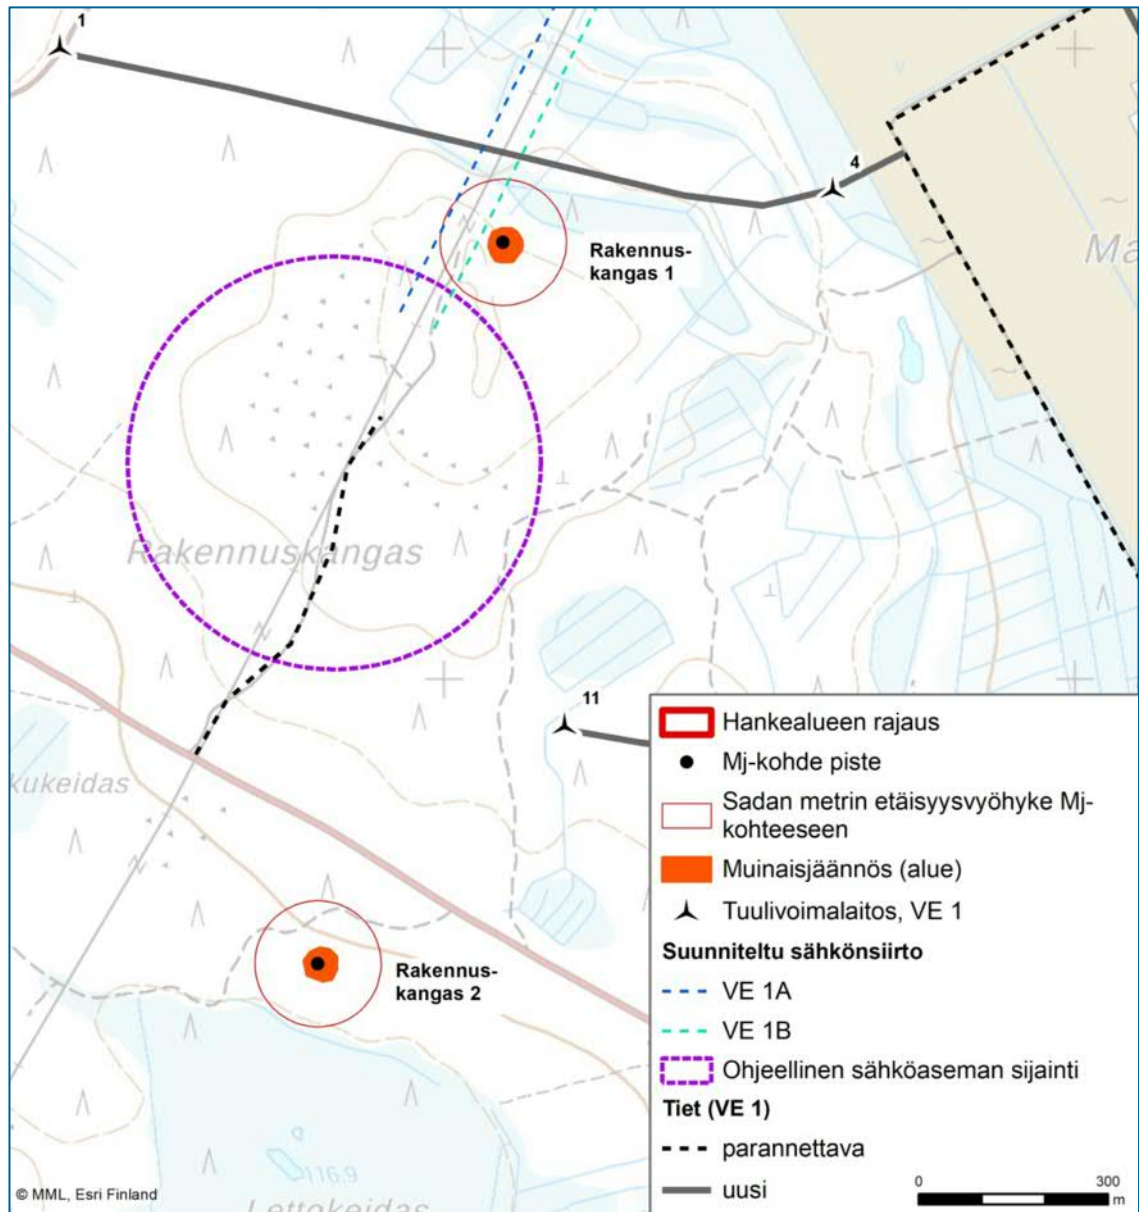 1
4
Rakennus-
kangas 1
Ma
Rakennuskangas
11
kukeidas
Rakennus-
kangas 2
116.9
Lettokeidas
Hankealueen rajaus
Mj-kohde piste
Sadan metrin etäisyysvyöhyke Mj-
kohteeseen
Muinaisjäännös (alue)
Tuulivoimalaitos, VE 1
Suunniteltu sähkönsiirto
VE 1A
VE 1B
Ohjeellinen sähköaseman sijainti
Tiet (VE 1)
parannettava
uusi
0 300
m
© MML, Esri Finland